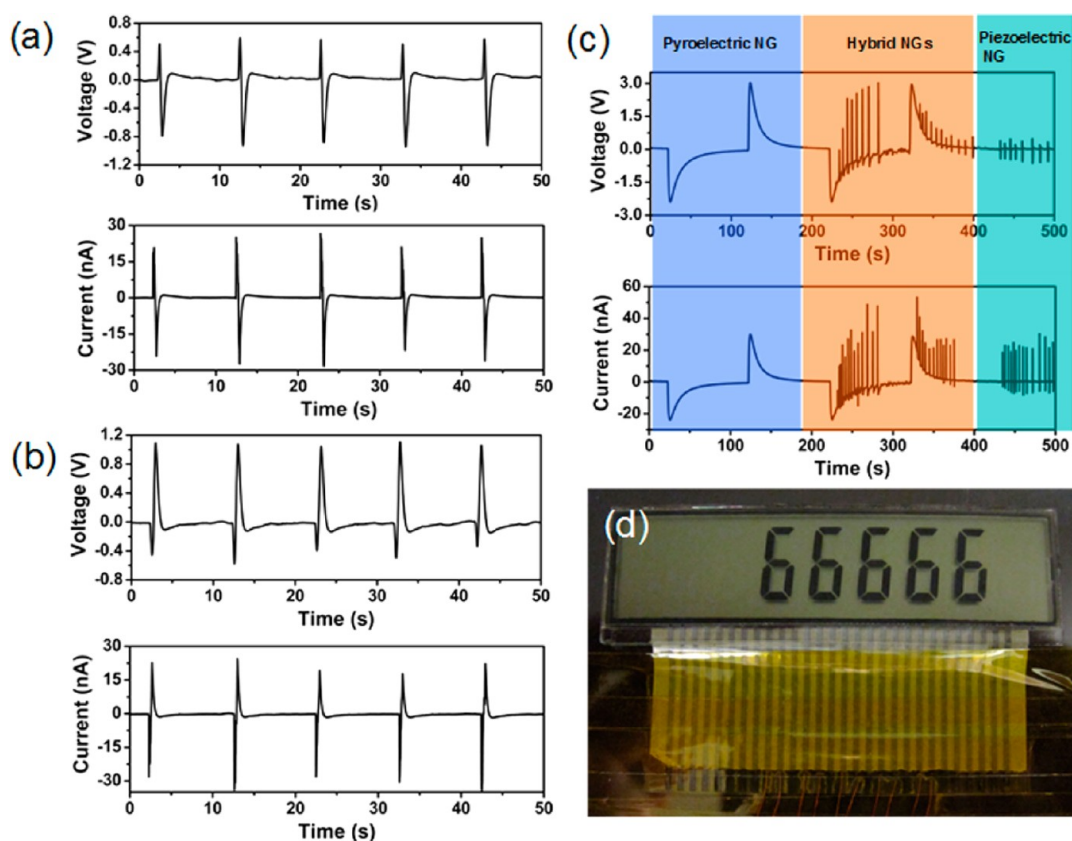 (a)
0.8
0.4
0.0
-0.4
-0.8
-1.2
Voltage (V)
0 10 20 30 40 50
Time (s)
30
15
0
-15
-30
Current (nA)
0 10 20 30 40 50
Time (s)
(b)
1.2
0.8
0.4
0.0
-0.4
-0.8
Voltage (V)
0 10 20 30 40 50
Time (s)
30
15
0
-15
-30
Current (nA)
0 10 20 30 40 50
Time (s)
(c)
Pyroelectric NG
Hybrid NGs
Piezoelectric
NG
3.0
1.5
0.0
-1.5
-3.0
Voltage (V)
0 100 200 300 400 500
Time (s)
60
40
20
0
-20
Current (nA)
0 100 200 300 400 500
Time (s)
(d)
66666